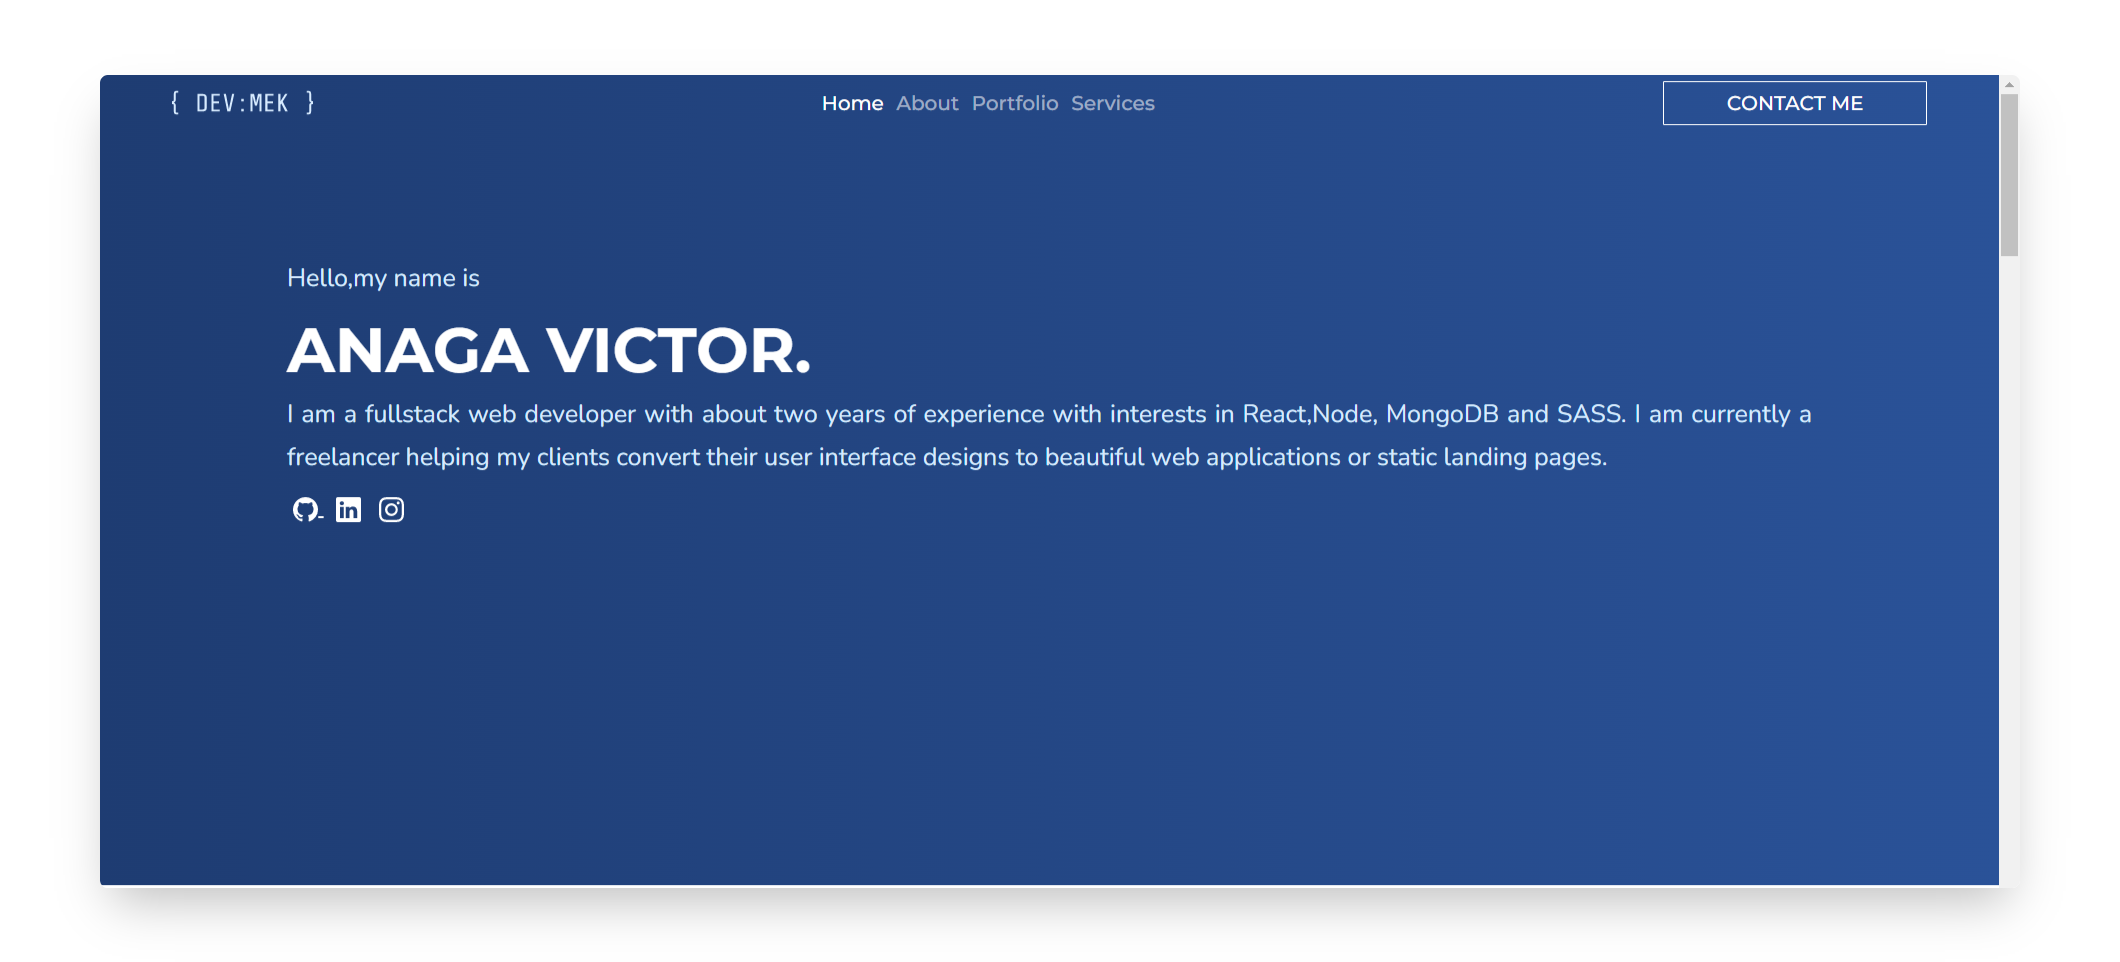 { DEV:MEK }
Home About Portfolio Services
CONTACT ME
Hello,my name is
ANAGA VICTOR.
I am a fullstack web developer with about two years of experience with interests in React,Node, MongoDB and SASS. I am currently a
freelancer helping my clients convert their user interface designs to beautiful web applications or static landing pages.